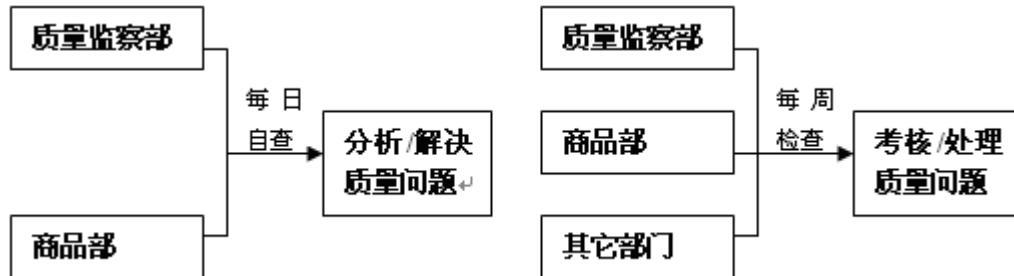 质量监察部
每 日
自查
分析/解决
质量问题
商品部
质量监察部
商品部
其它部门
每 周
检查
考核/处理
质量问题